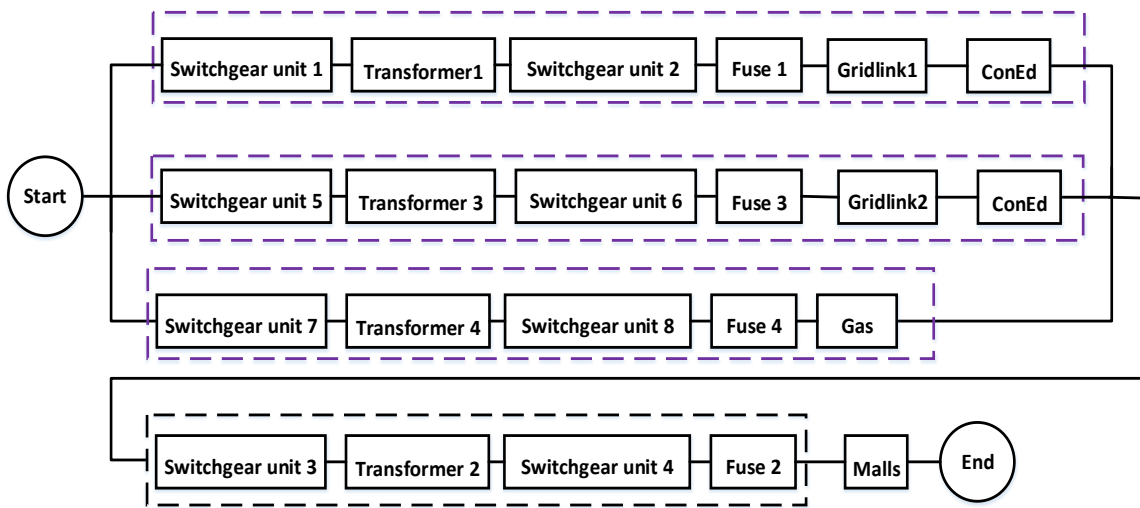 Switchgear unit 1
Transformer1
Switchgear unit 2
Fuse 1
Gridlink1
ConEd
Start
Switchgear unit 5
Transformer 3
Switchgear unit 6
Fuse 3
Gridlink2
ConEd
Switchgear unit 7
Transformer 4
Switchgear unit 8
Fuse 4
Gas
Switchgear unit 3
Transformer 2
Switchgear unit 4
Fuse 2
Malls
End